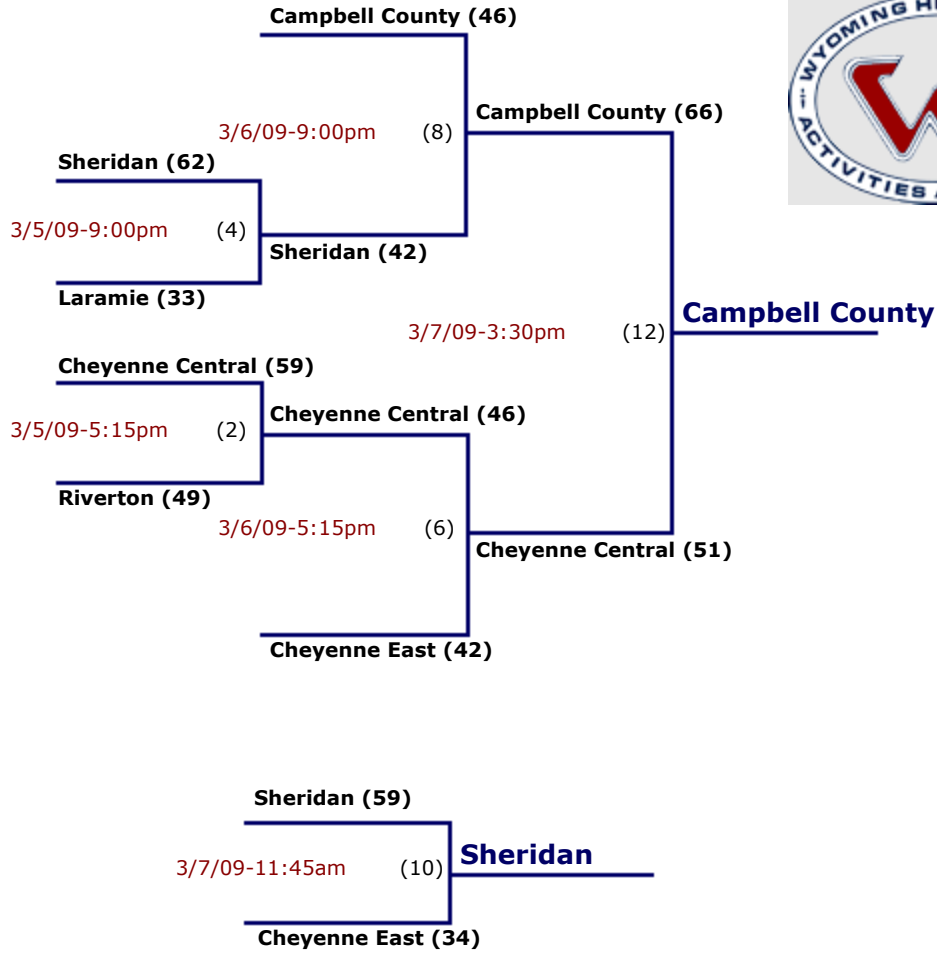 Campbell County (46)
WYOMING
ACTIVITIES
3/6/09-9:00pm (8)
Campbell County (66)
Sheridan (62)
3/5/09-9:00pm (4)
Sheridan (42)
Laramie (33)
3/7/09-3:30pm (12)
Campbell County
Cheyenne Central (59)
3/5/09-5:15pm (2)
Cheyenne Central (46)
Riverton (49)
3/6/09-5:15pm (6)
Cheyenne Central (51)
Cheyenne East (42)
Sheridan (59)
3/7/09-11:45am (10)
Sheridan
Cheyenne East (34)